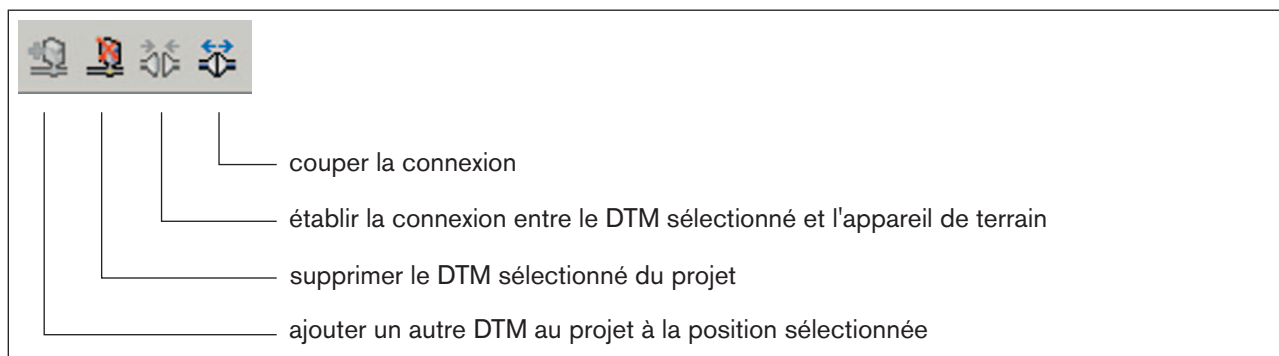 couper la connexion
établir la connexion entre le DTM sélectionné et l'appareil de terrain
supprimer le DTM sélectionné du projet
ajouter un autre DTM au projet à la position sélectionnée